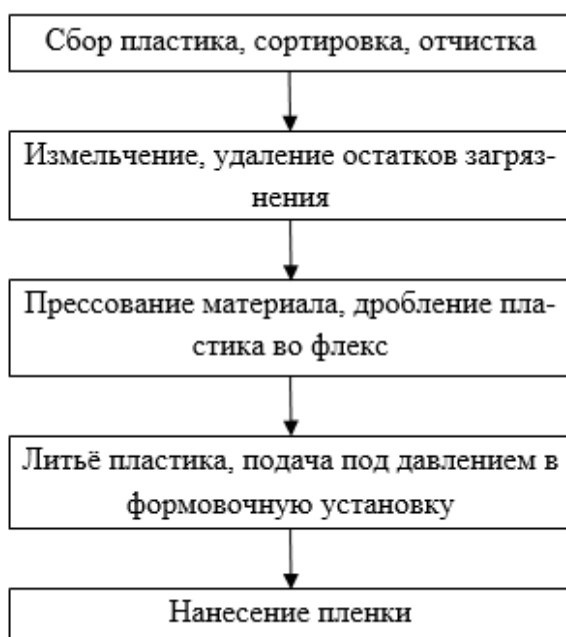 Сбор пластика, сортировка, отчистка
Измельчение, удаление остатков загряз-
нения
Прессование материала, дробление пла-
стика во флекс
Литьё пластика, подача под давлением в
формовочную установку
Нанесение пленки